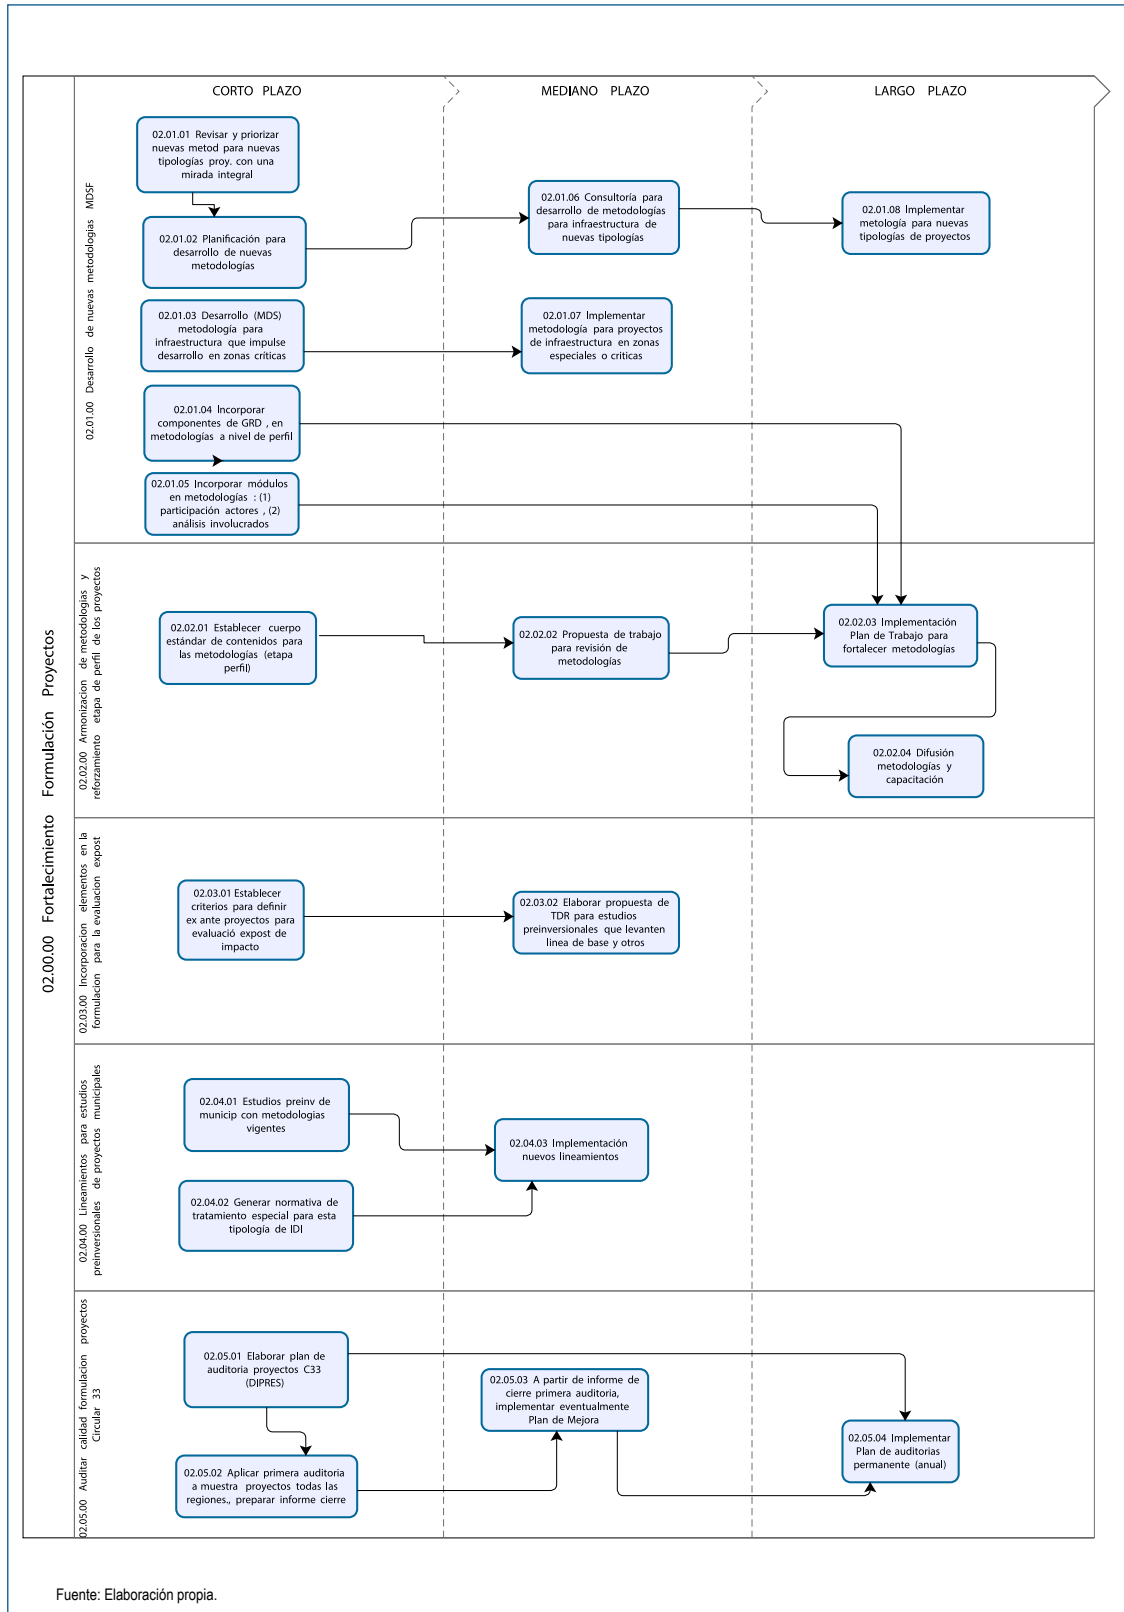 CORTO PLAZO
MEDIANO PLAZO
LARGO PLAZO
02.00.00 Fortalecimiento Formulación Proyectos
02.01.00 Desarrollo de nuevas metodologias MDSF
02.01.01 Revisar y priorizar
nuevas metod para nuevas
tipologías proy. con una
mirada integral
02.01.02 Planificación para
desarrollo de nuevas
metodologías
02.01.03 Desarrollo (MDS)
metodología para
infraestructura que impulse
desarrollo en zonas críticas
02.01.04 Incorporar
componentes de GRD , en
metodologías a nivel de perfil
02.01.05 Incorporar módulos
en metodologías : (1)
participación actores , (2)
análisis involucrados
02.01.06 Consultoría para
desarrollo de metodologías
para infraestructura de
nuevas tipologías
02.01.07 Implementar
metodología para proyectos
de infraestructura en zonas
especiales o criticas
02.01.08 Implementar
metología para nuevas
tipologías de proyectos
02.02.00 Armonizacion de metodologias y
reforzamiento etapa de perfil de los proyectos
02.02.01 Establecer cuerpo
estándar de contenidos para
las metodologías (etapa
perfil)
02.02.02 Propuesta de trabajo
para revisión de
metodologías
02.02.03 Implementación
Plan de Trabajo para
fortalecer metodologías
02.02.04 Difusión
metodologías y
capacitación
02.03.00 Incorporacion elementos en la
formulacion para la evaluacion expost
02.03.01 Establecer
criterios para definir
ex ante proyectos para
evaluació expost de
impacto
02.03.02 Elaborar propuesta de
TDR para estudios
preinversionales que levanten
linea de base y otros
02.04.00 Lineamientos para estudios
preinversionales de proyectos municipales
02.04.01 Estudios preinv de
municip con metodologias
vigentes
02.04.02 Generar normativa de
tratamiento especial para esta
tipología de IDI
02.04.03 Implementación
nuevos lineamientos
02.05.00 Auditar calidad formulacion proyectos
Circular 33
02.05.01 Elaborar plan de
auditoria proyectos C33
(DIPRES)
02.05.02 Aplicar primera auditoria
a muestra proyectos todas las
regiones., preparar informe cierre
02.05.03 A partir de informe de
cierre primera auditoria,
implementar eventualmente
Plan de Mejora
02.05.04 Implementar
Plan de auditorias
permanente (anual)
Fuente: Elaboración propia.